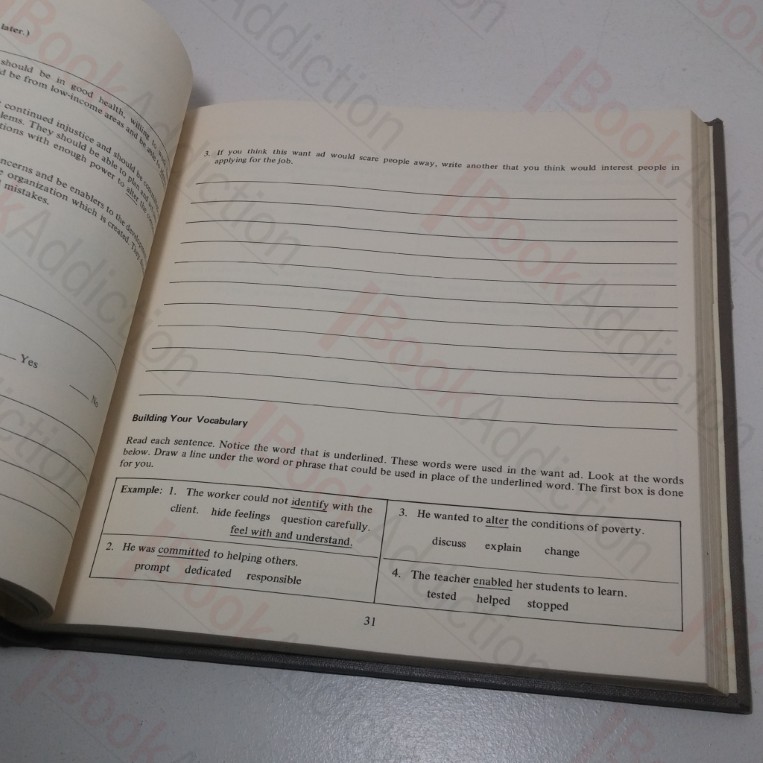 later.)
should be in good health, willing to
be from low-income areas and be able to
continued injustice and should be
They should be able to plan and
tions with enough power to alter the
ncerns and be enablers to the
organization which is created. They
mistakes.
Yes
No
3. If you think this want ad would scare people away, write another that you think would interest people in
applying for the job.
Building Your Vocabulary
Read each sentence. Notice the word that is underlined. These words were used in the want ad. Look at the words
below. Draw a line under the word or phrase that could be used in place of the underlined word. The first box is done
for you.
Example: 1. The worker could not identify with the
client. hide feelings question carefully.
feel with and understand.
2. He was committed to helping others.
prompt dedicated responsible
3. He wanted to alter the conditions of poverty.
discuss explain change
4. The teacher enabled her students to learn.
tested helped stopped
31
BookAddiction